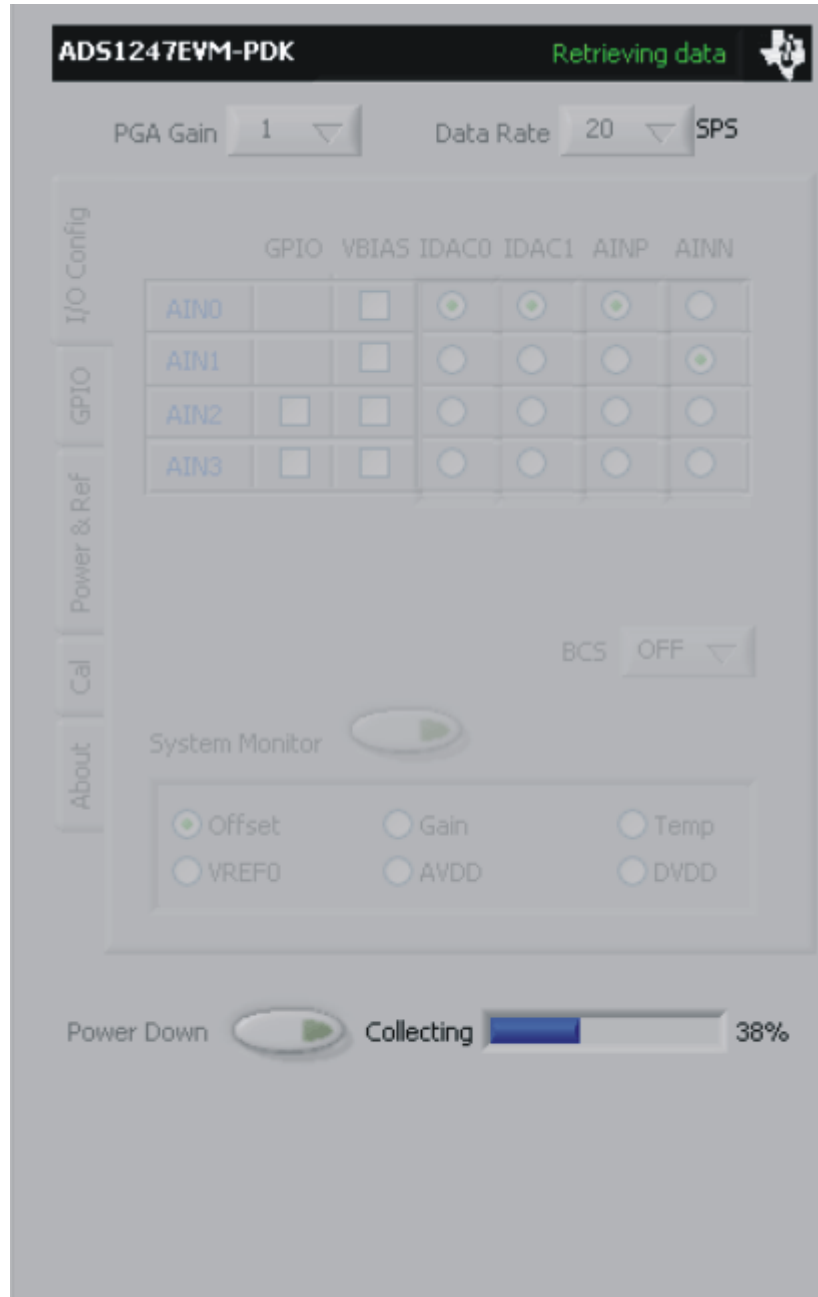 ADS1247EVM-PDK Retrieving data
PGA Gain 1 Data Rate 20 SPS
I/O Config
GPIO
Power & Ref
Cal
About
GPIO VBIAS IDAC0 IDAC1 AINP AINN
AIN0
AIN1
AIN2
AIN3
BCS OFF
System Monitor
Offset Gain Temp
VREF0 AVDD DVDD
Power Down Collecting 38%